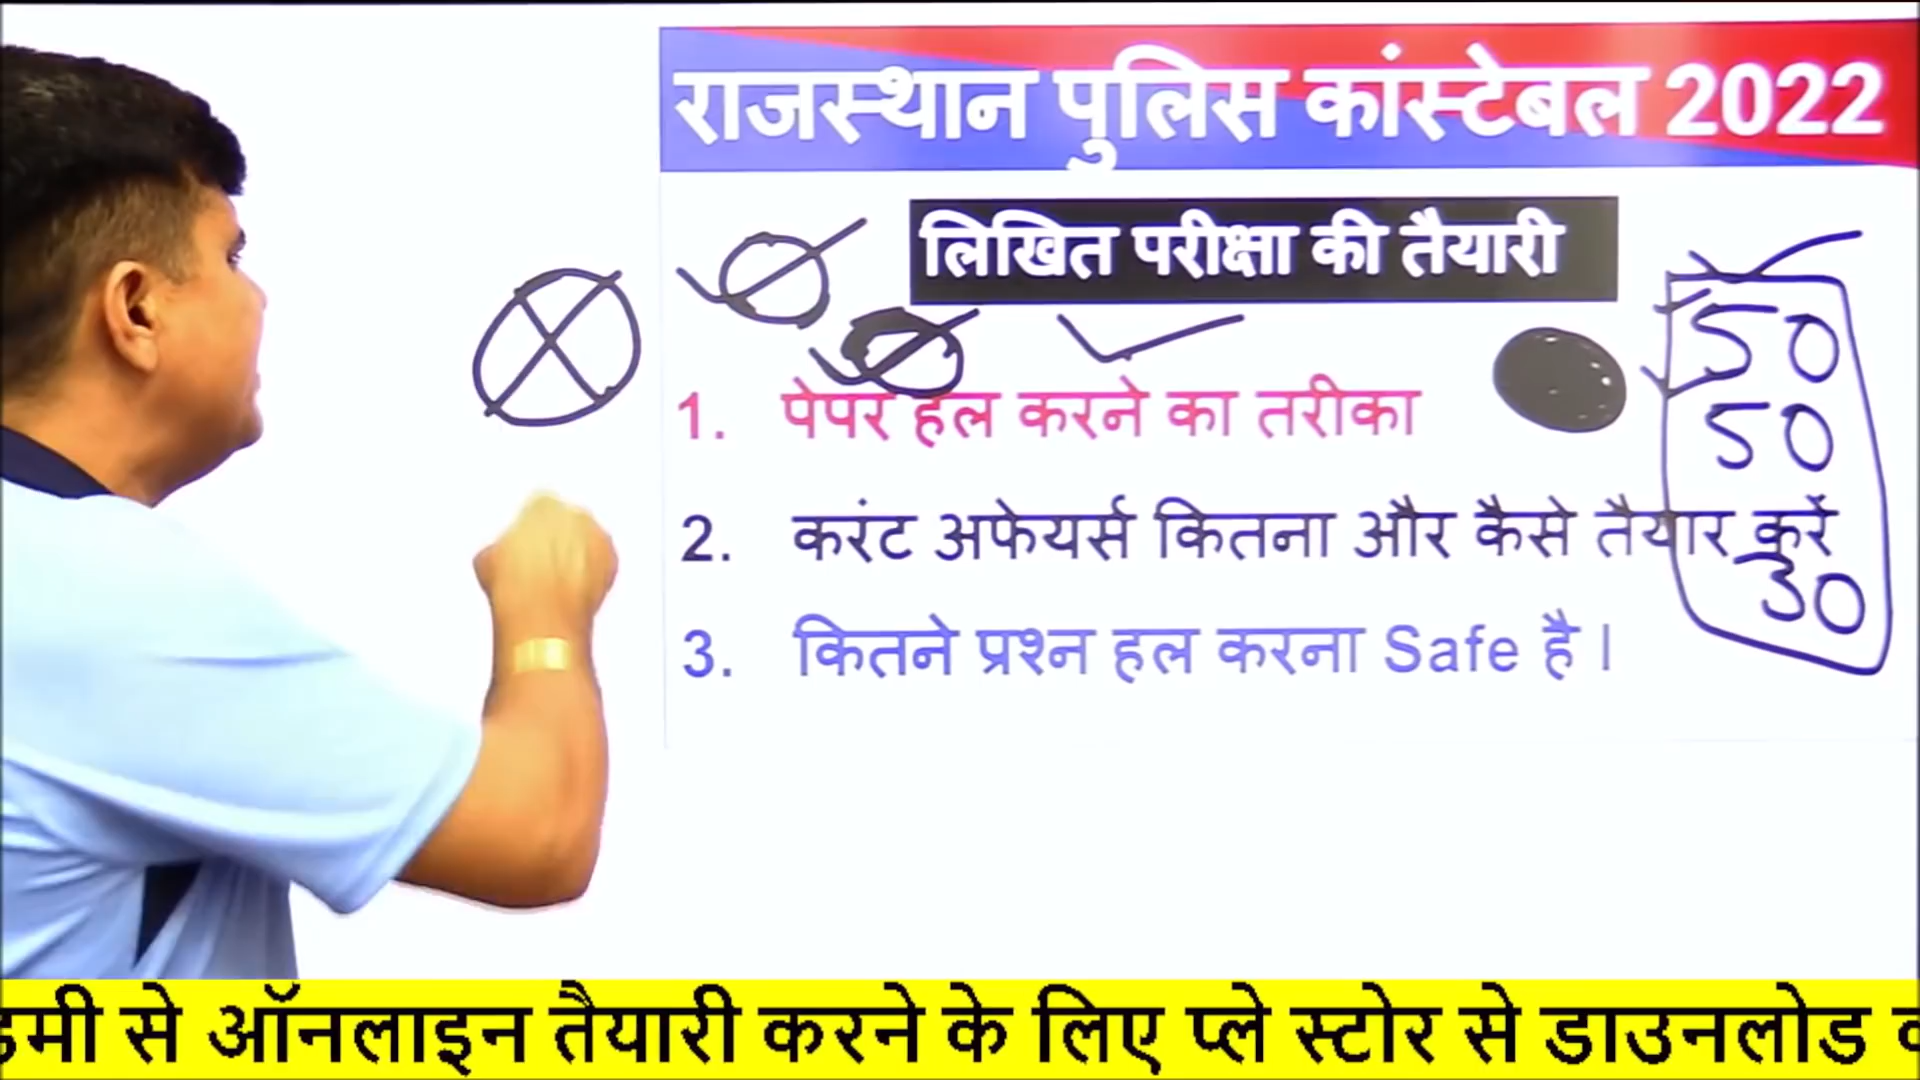 राजस्थान पुलिस कांस्टेबल 2022
लिखित परीक्षा की तैयारी
1. पेपर हल करने का तरीका
2. करंट अफेयर्स कितना और कैसे तैयार करें
3. कितने प्रश्न हल करना Safe है।
50
50
30
से ऑनलाइन तैयारी करने के लिए प्ले स्टोर से डाउनलोड